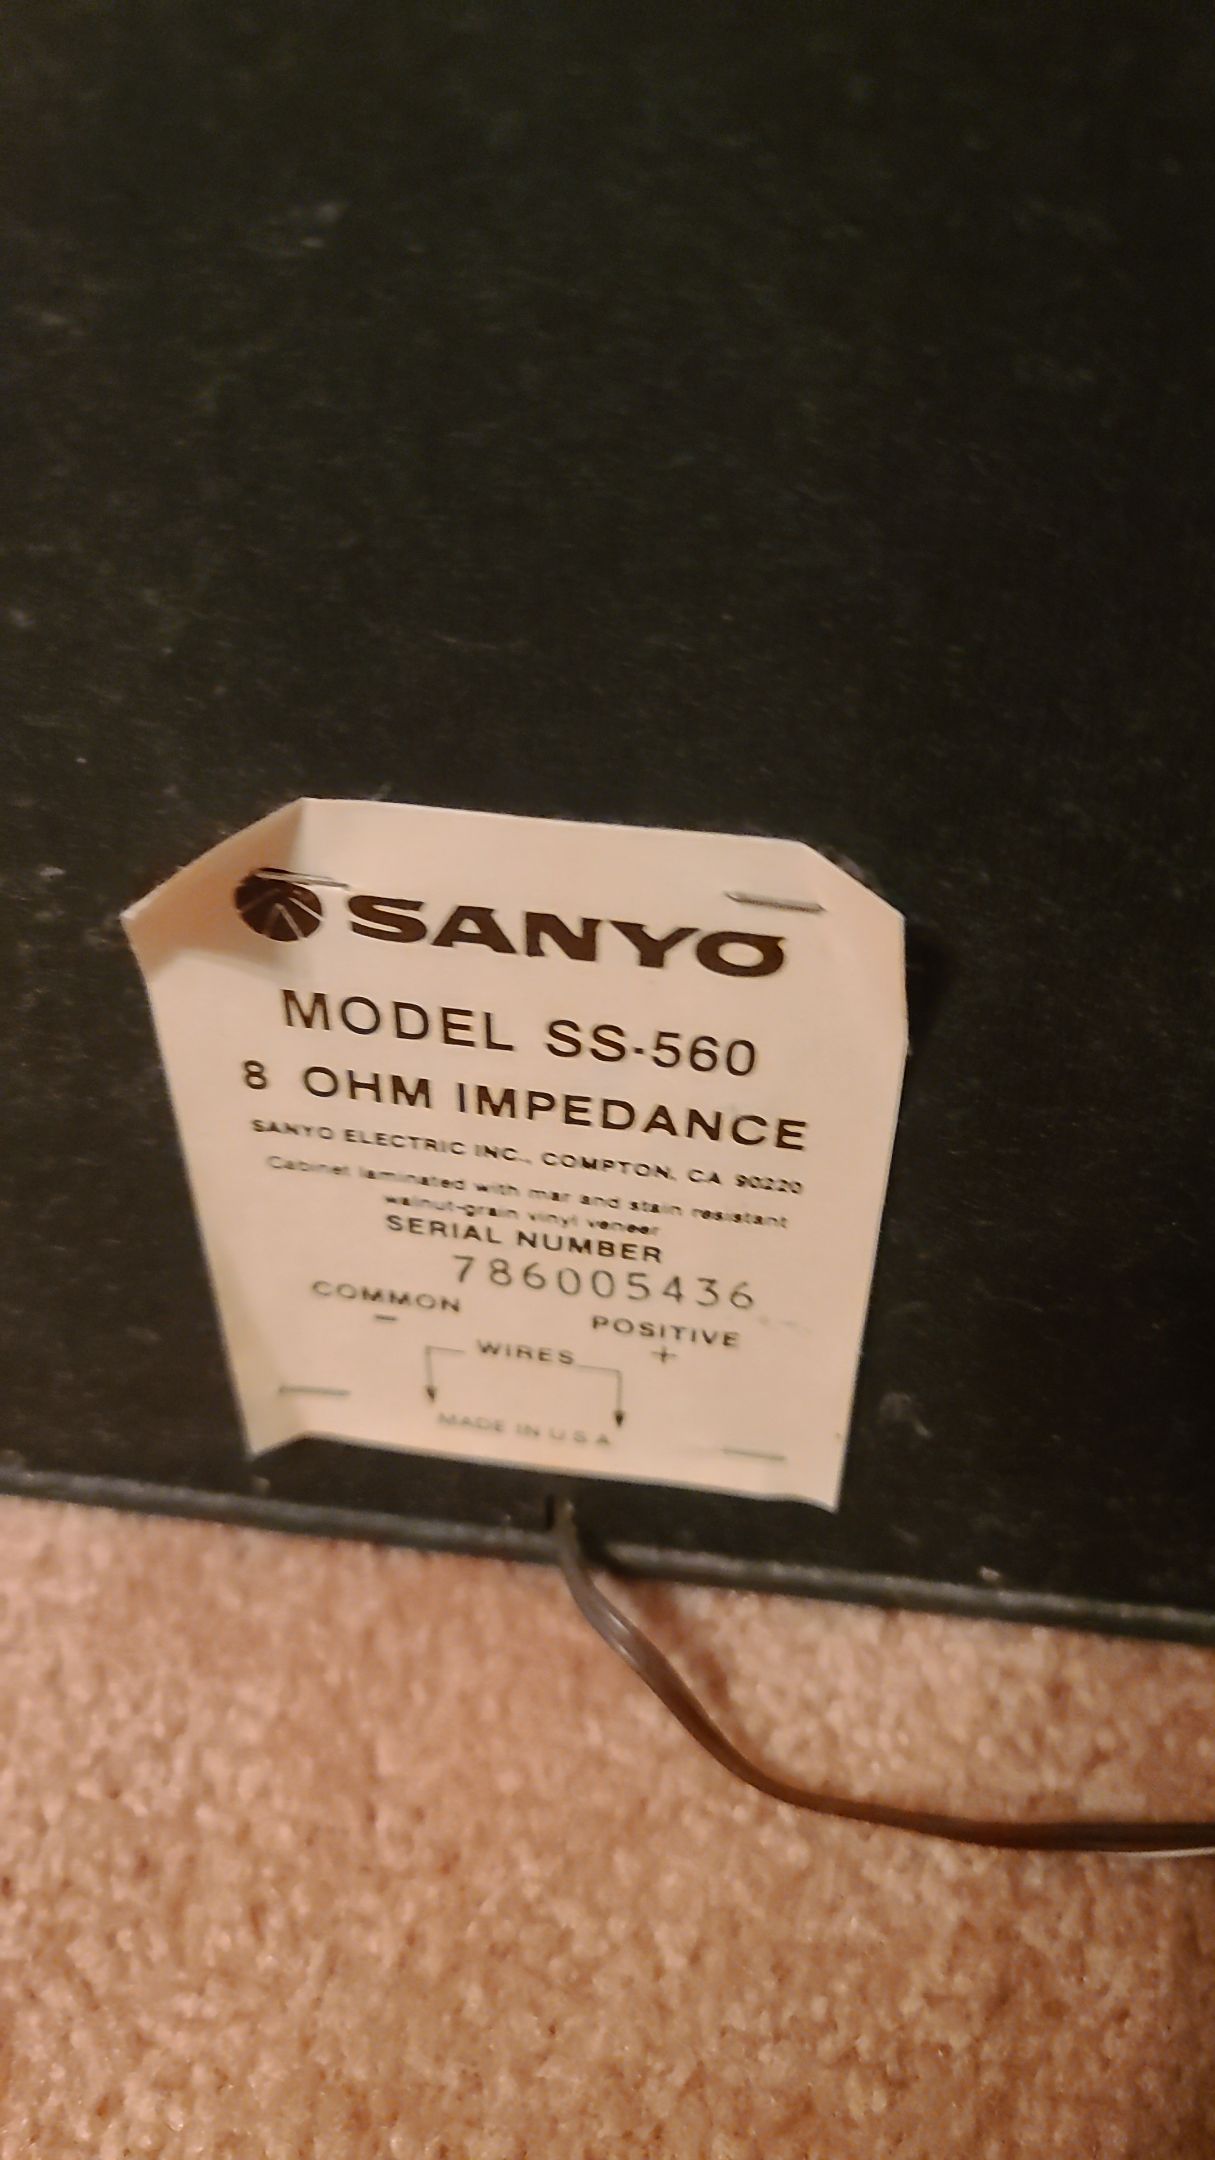 SANYO
MODEL SS-560
8 OHM IMPEDANCE
SANYO ELECTRIC INC., COMPTON, CA 90220
Cabinet laminated with mar and stain resistant
walnut-grain vinyl veneer
SERIAL NUMBER
786005436
COMMON POSITIVE
- +
WIRES
MADE IN U S A